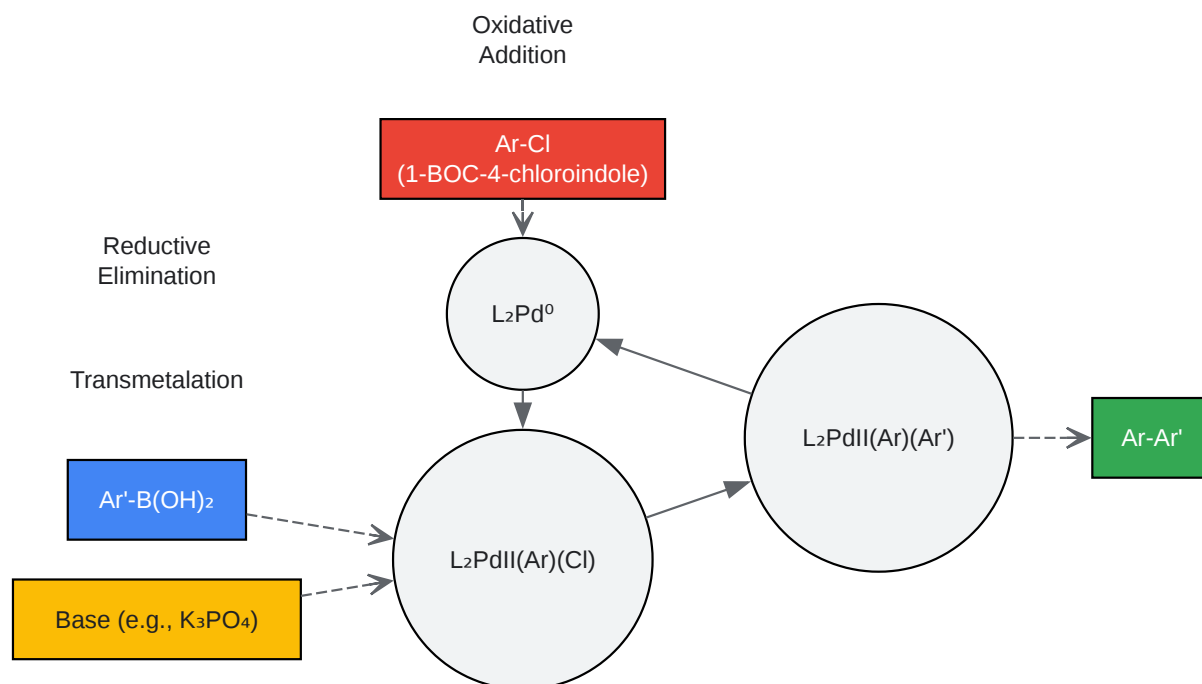 Oxidative
Addition
Ar-Cl
(1-BOC-4-chloroindole)
Reductive
Elimination
L₂Pd⁰
Transmetalation
L₂PdII(Ar)(Ar')
Ar-Ar'
Ar'-B(OH)₂
L₂PdII(Ar)(Cl)
Base (e.g., K₃PO₄)